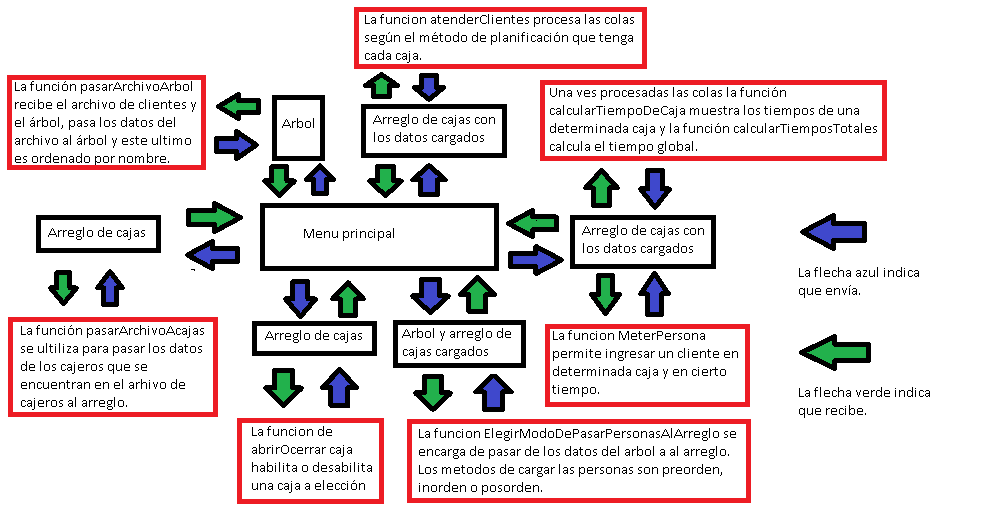 La funcion atenderClientes procesa las colas
según el método de planificación que tenga
cada caja.
La función pasarArchivoArbol
recibe el archivo de clientes y
el árbol, pasa los datos del
archivo al árbol y este ultimo
es ordenado por nombre.
Arbol
Arreglo de cajas con
los datos cargados
Una ves procesadas las colas la función
calcularTiempoDeCaja muestra los tiempos de una
determinada caja y la función calcularTiemposTotales
calcula el tiempo global.
Arreglo de cajas
Menu principal
Arreglo de cajas con
los datos cargados
La flecha azul indica
que envía.
La función pasarArchivoAcajas
se ultiliza para pasar los datos
de los cajeros que se
encuentran en el arhivo de
cajeros al arreglo.
Arreglo de cajas
Arbol y arreglo de
cajas cargados
La funcion MeterPersona
permite ingresar un cliente en
determinada caja y en cierto
tiempo.
La flecha verde indica
que recibe.
La funcion de
abrirOcerrar caja
habilita o desabilita
una caja a elección
La funcion ElegirModoDePasarPersonasAlArreglo se
encarga de pasar de los datos del arbol a al arreglo.
Los metodos de cargar las personas son preorden,
inorden o posorden.